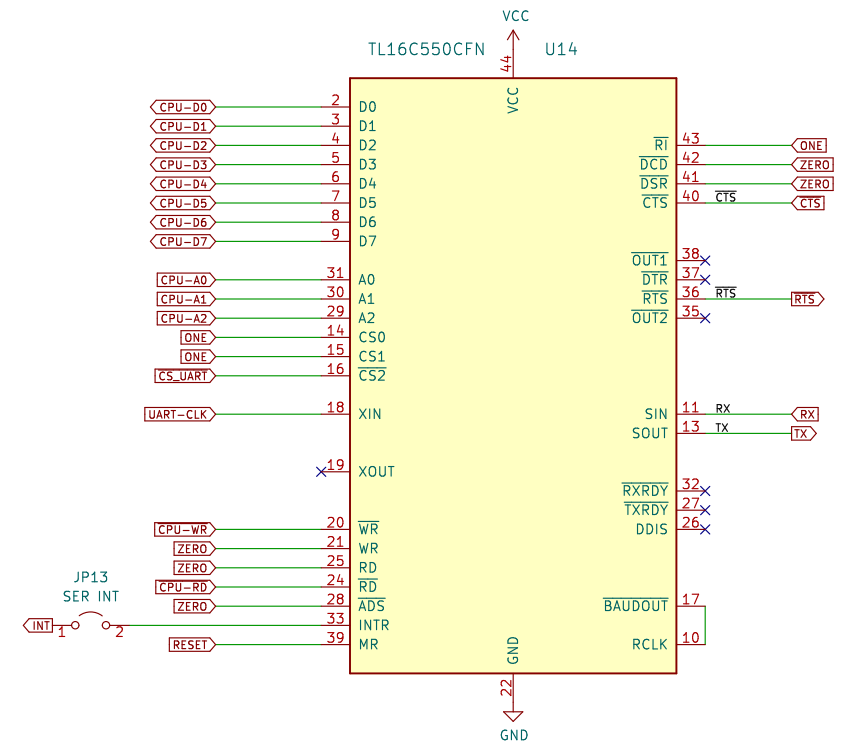 VCC
TL16C550CFN U14
44
VCC
CPU-D0 2 D0
CPU-D1 3 D1
CPU-D2 4 D2 RI 43 ONE
CPU-D3 5 D3 DCD 42 ZERO
CPU-D4 6 D4 DSR 41 ZERO
CPU-D5 7 D5 CTS 40 CTS CTS
CPU-D6 8 D6
CPU-D7 9 D7
OUT1 38
CPU-A0 31 A0 DTR 37
CPU-A1 30 A1 RTS 36 RTS RTS
CPU-A2 29 A2 OUT2 35
ONE 14 CS0
ONE 15 CS1
CS_UART 16 CS2
UART-CLK 18 XIN SIN 11 RX RX
SOUT 13 TX TX
19 XOUT
RXRDY 32
TXRDY 27
CPU-WR 20 WR DDIS 26
ZERO 21 WR
ZERO 25 RD
CPU-RD 24 RD
JP13
SER INT
ZERO 28 ADS BAUDOUT 17
INT 1 2 33 INTR
RESET 39 MR RCLK 10
GND
22
GND